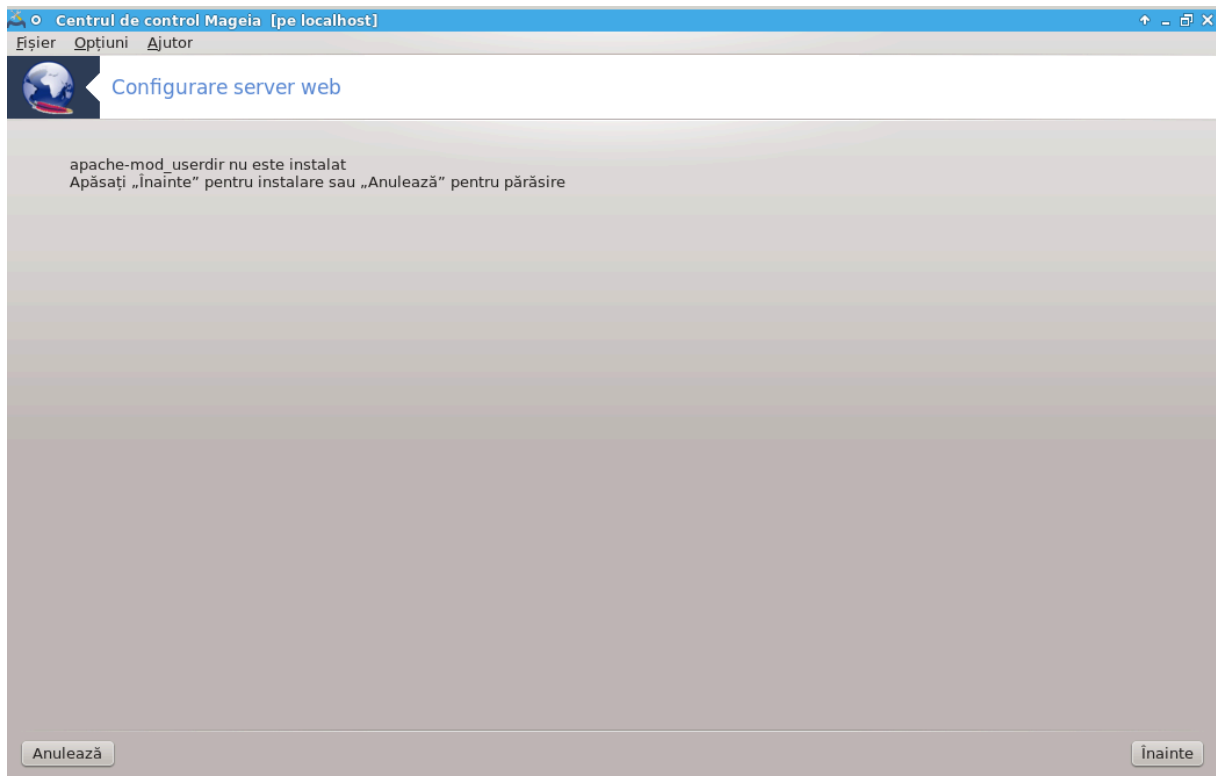 Centrul de control Mageia [pe localhost]
Fișier Opțiuni Ajutor
Configurare server web
apache-mod_userdir nu este instalat
Apăsați „Înainte” pentru instalare sau „Anulează” pentru părăsire
Anulează Înainte